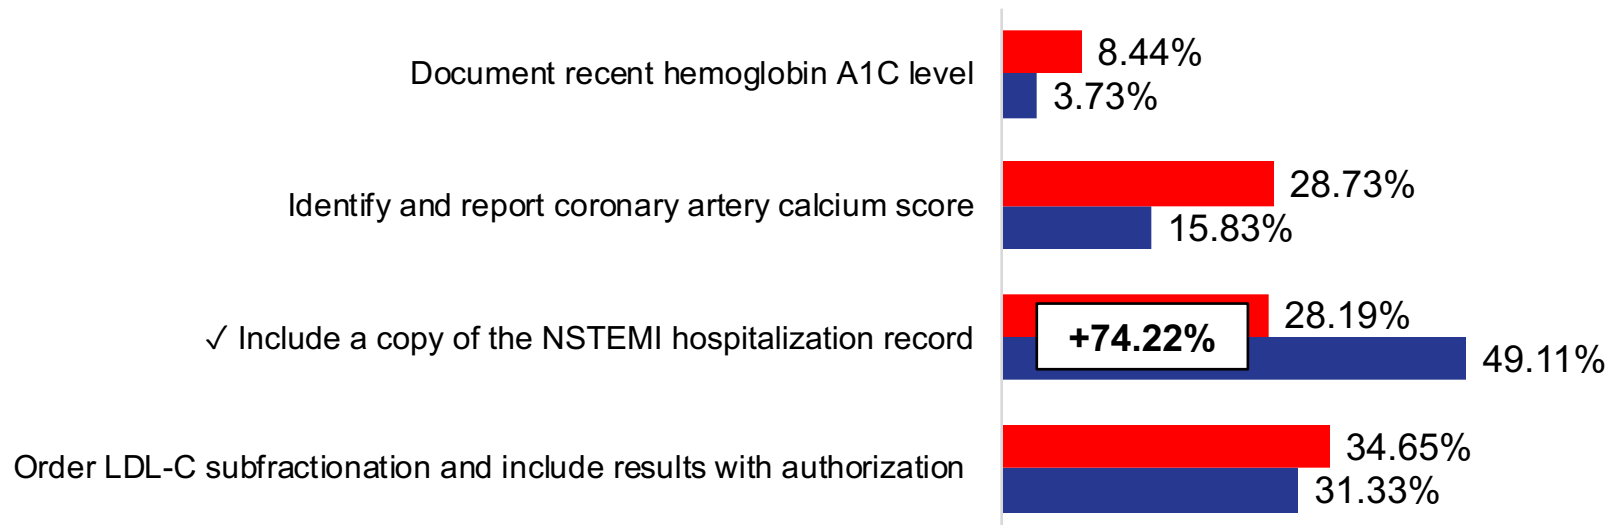 Document recent hemoglobin A1C level
8.44%
3.73%
Identify and report coronary artery calcium score
28.73%
15.83%
✓ Include a copy of the NSTEMI hospitalization record
+74.22%
28.19%
49.11%
Order LDL-C subfractionation and include results with authorization
34.65%
31.33%